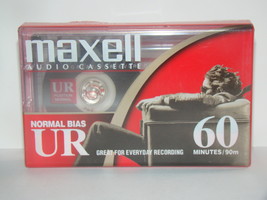 maxell
AUDIO CASSETTE
UR
NORMAL BIAS
UR
GREAT FOR EVERYDAY RECORDING
60
MINUTES/90m